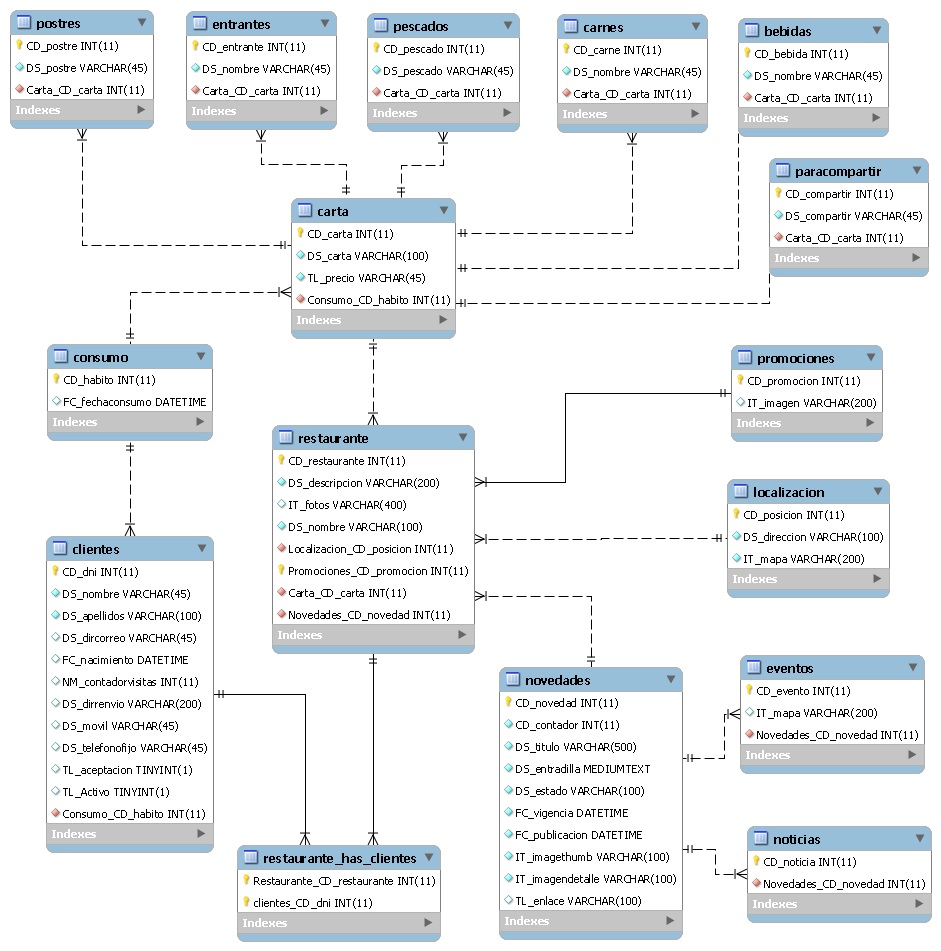 postres
CD_postre INT(11)
DS_postre VARCHAR(45)
Carta_CD_carta INT(11)
Indexes
entrantes
CD_entrante INT(11)
DS_nombre VARCHAR(45)
Carta_CD_carta INT(11)
Indexes
pescados
CD_pescado INT(11)
DS_pescado VARCHAR(45)
Carta_CD_carta INT(11)
Indexes
carnes
CD_carne INT(11)
DS_nombre VARCHAR(45)
Carta_CD_carta INT(11)
Indexes
bebidas
CD_bebida INT(11)
DS_nombre VARCHAR(45)
Carta_CD_carta INT(11)
Indexes
paracompartir
CD_compartir INT(11)
DS_compartir VARCHAR(45)
Carta_CD_carta INT(11)
Indexes
carta
CD_carta INT(11)
DS_carta VARCHAR(100)
TL_precio VARCHAR(45)
Consumo_CD_habito INT(11)
Indexes
consumo
CD_habito INT(11)
FC_fechaconsumo DATETIME
Indexes
promociones
CD_promocion INT(11)
IT_imagen VARCHAR(200)
Indexes
restaurante
CD_restaurante INT(11)
DS_descripcion VARCHAR(200)
IT_fotos VARCHAR(400)
DS_nombre VARCHAR(100)
Localizacion_CD_posicion INT(11)
Promociones_CD_promocion INT(11)
Carta_CD_carta INT(11)
Novedades_CD_novedad INT(11)
Indexes
localizacion
CD_posicion INT(11)
DS_direccion VARCHAR(100)
IT_mapa VARCHAR(200)
Indexes
clientes
CD_dni INT(11)
DS_nombre VARCHAR(45)
DS_apellidos VARCHAR(100)
DS_dircorreo VARCHAR(45)
FC_nacimiento DATETIME
NM_contadorvisitas INT(11)
DS_dirrenvio VARCHAR(200)
DS_movil VARCHAR(45)
DS_telefonofijo VARCHAR(45)
TL_aceptacion TINYINT(1)
TL_Activo TINYINT(1)
Consumo_CD_habito INT(11)
Indexes
novedades
CD_novedad INT(11)
CD_contador INT(11)
DS_titulo VARCHAR(500)
DS_entradilla MEDIUMTEXT
DS_estado VARCHAR(100)
FC_vigencia DATETIME
FC_publicacion DATETIME
IT_imagethumb VARCHAR(100)
IT_imagendetalle VARCHAR(100)
TL_enlace VARCHAR(100)
Indexes
eventos
CD_evento INT(11)
IT_mapa VARCHAR(200)
Novedades_CD_novedad INT(11)
Indexes
noticias
CD_noticia INT(11)
Novedades_CD_novedad INT(11)
Indexes
restaurante_has_clientes
Restaurante_CD_restaurante INT(11)
clientes_CD_dni INT(11)
Indexes